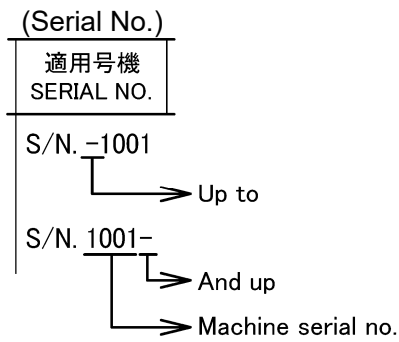 (Serial No.)
適用号機
SERIAL NO.
S/N. -1001
Up to
S/N. 1001-
And up
Machine serial no.